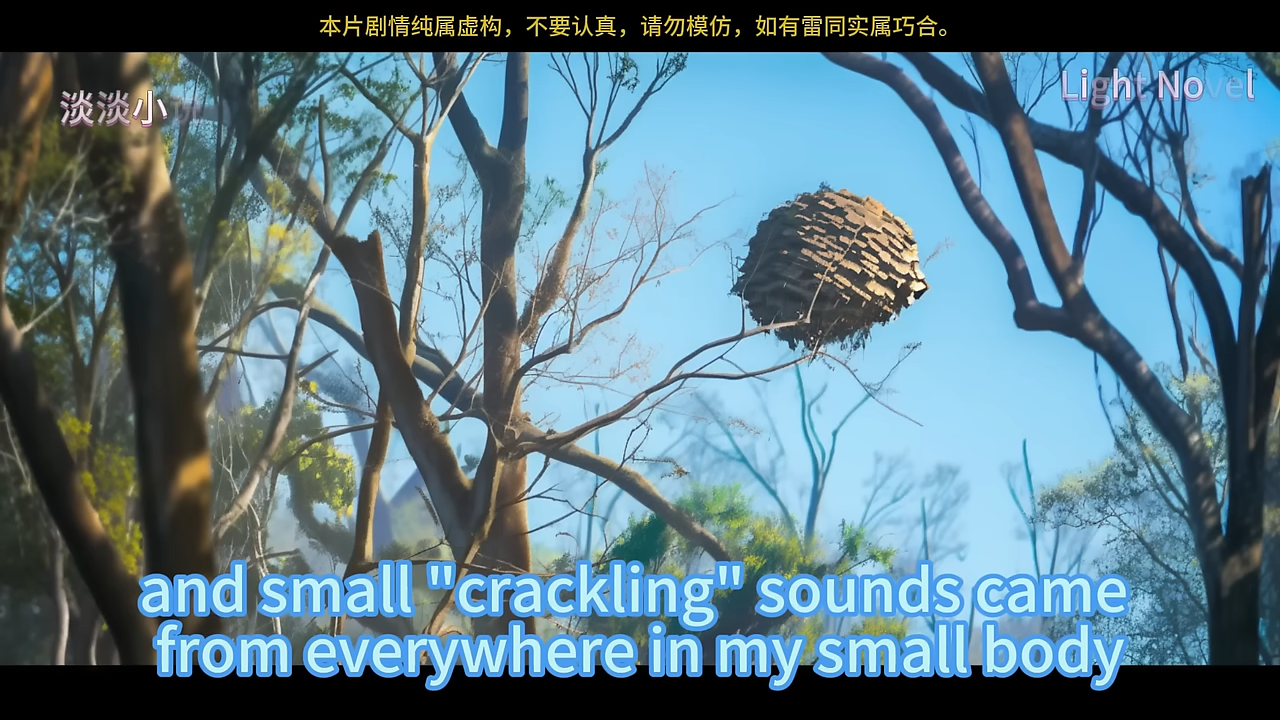 本片剧情纯属虚构，不要认真，请勿模仿，如有雷同实属巧合。
淡淡小
Light Novel
and small "crackling" sounds came
from everywhere in my small body